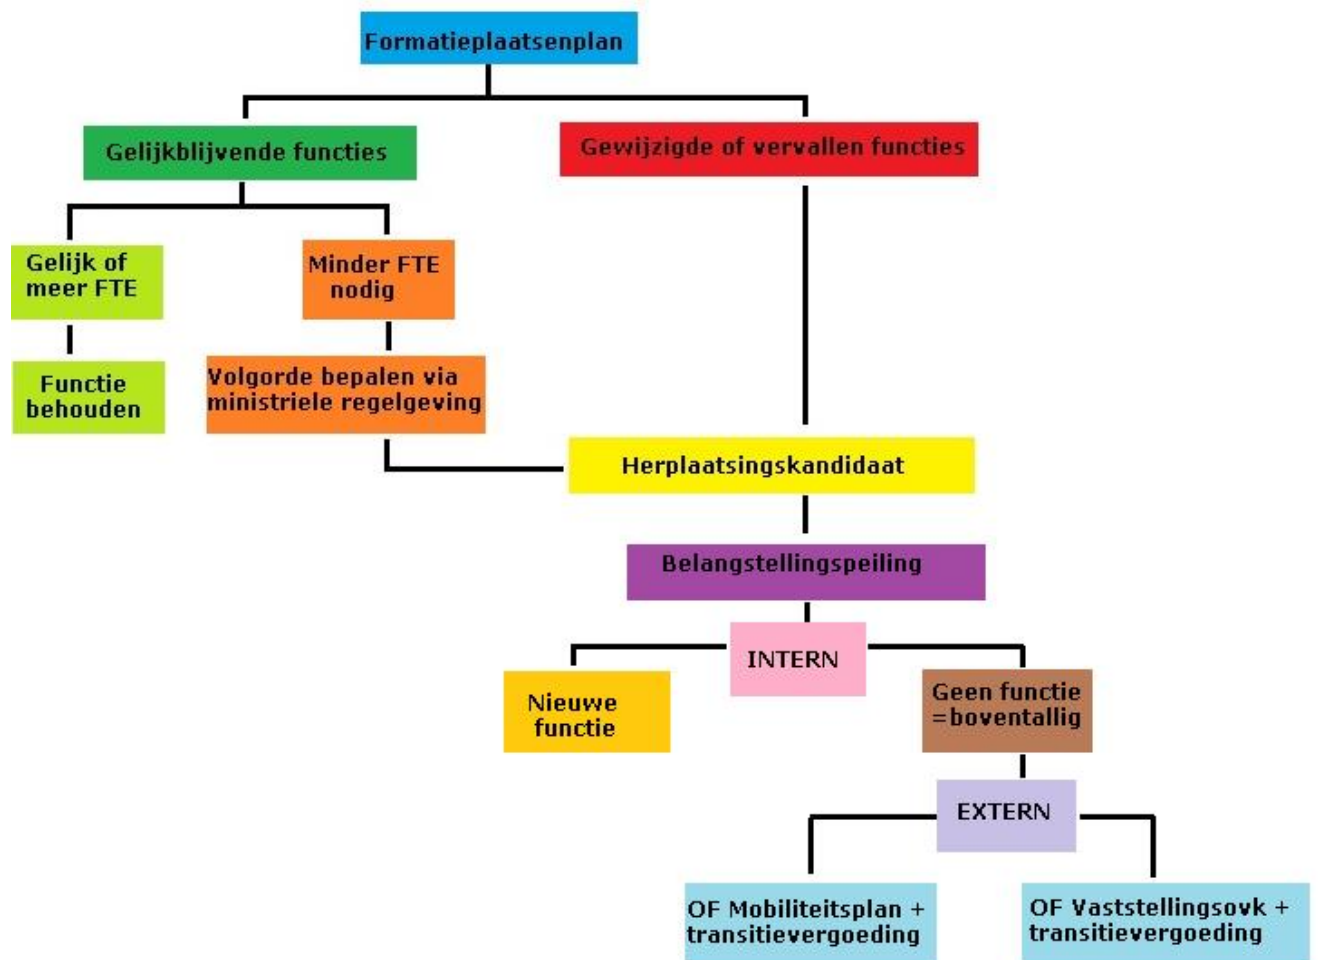 Formatieplaatsenplan
Gelijkblijvende functies
Gewijzigde of vervallen functies
Gelijk of
meer FTE
Minder FTE
nodig
Functie
behouden
Volgorde bepalen via
ministriele regelgeving
Herplaatsingskandidaat
Belangstellingspeiling
INTERN
Nieuwe
functie
Geen functie
=boventallig
EXTERN
OF Mobiliteitsplan +
transitievergoeding
OF Vaststellingsovk +
transitievergoeding